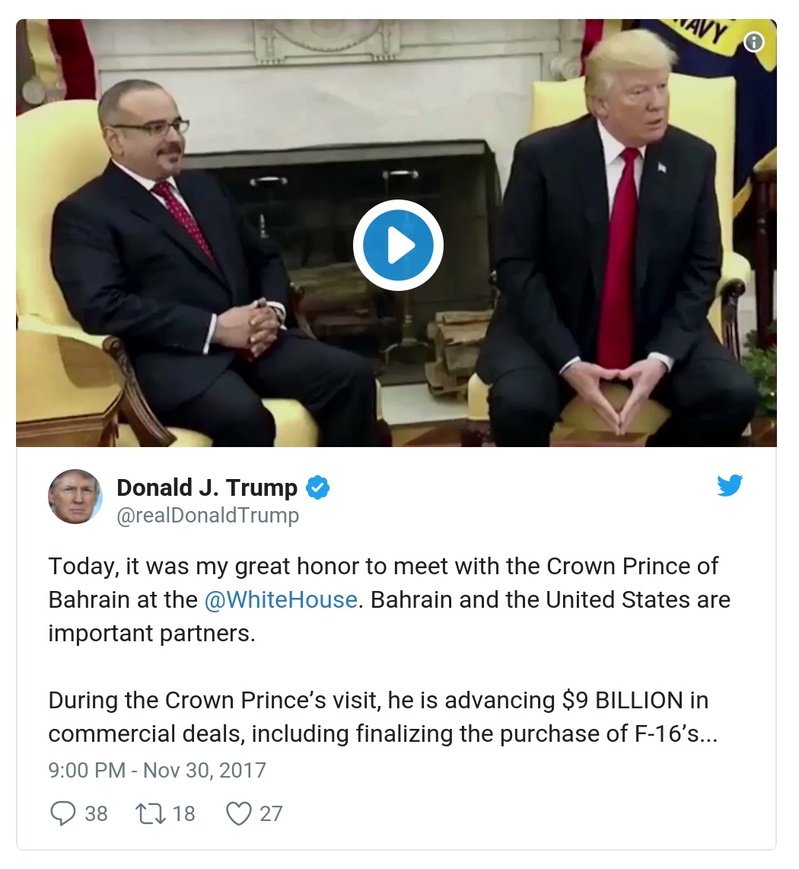 NAVY
Donald J. Trump
@realDonaldTrump
Today, it was my great honor to meet with the Crown Prince of
Bahrain at the @WhiteHouse. Bahrain and the United States are
important partners.
During the Crown Prince’s visit, he is advancing $9 BILLION in
commercial deals, including finalizing the purchase of F-16’s...
9:00 PM - Nov 30, 2017
38 18 27